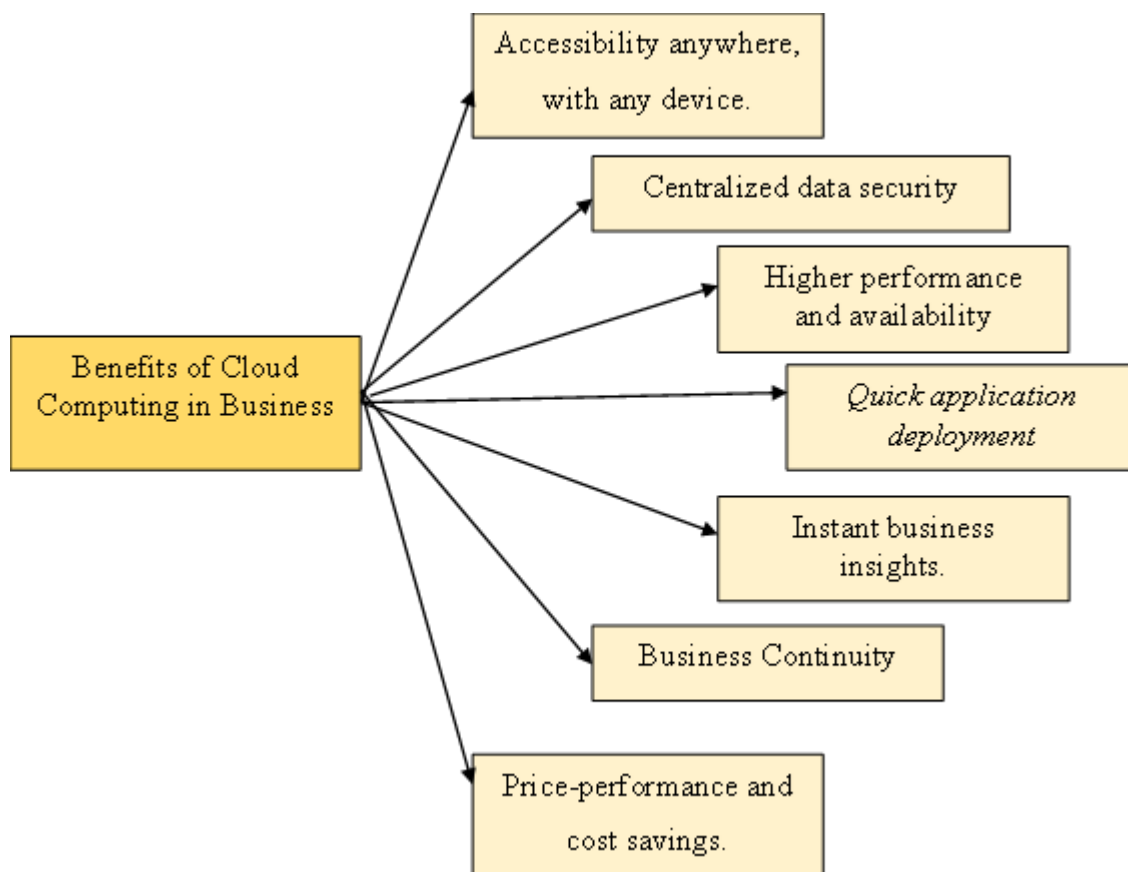 Accessibility anywhere,
with any device.
Centralized data security
Higher performance
and availability
Benefits of Cloud
Computing in Business
Quick application
deployment
Instant business
insights.
Business Continuity
Price-performance and
cost savings.